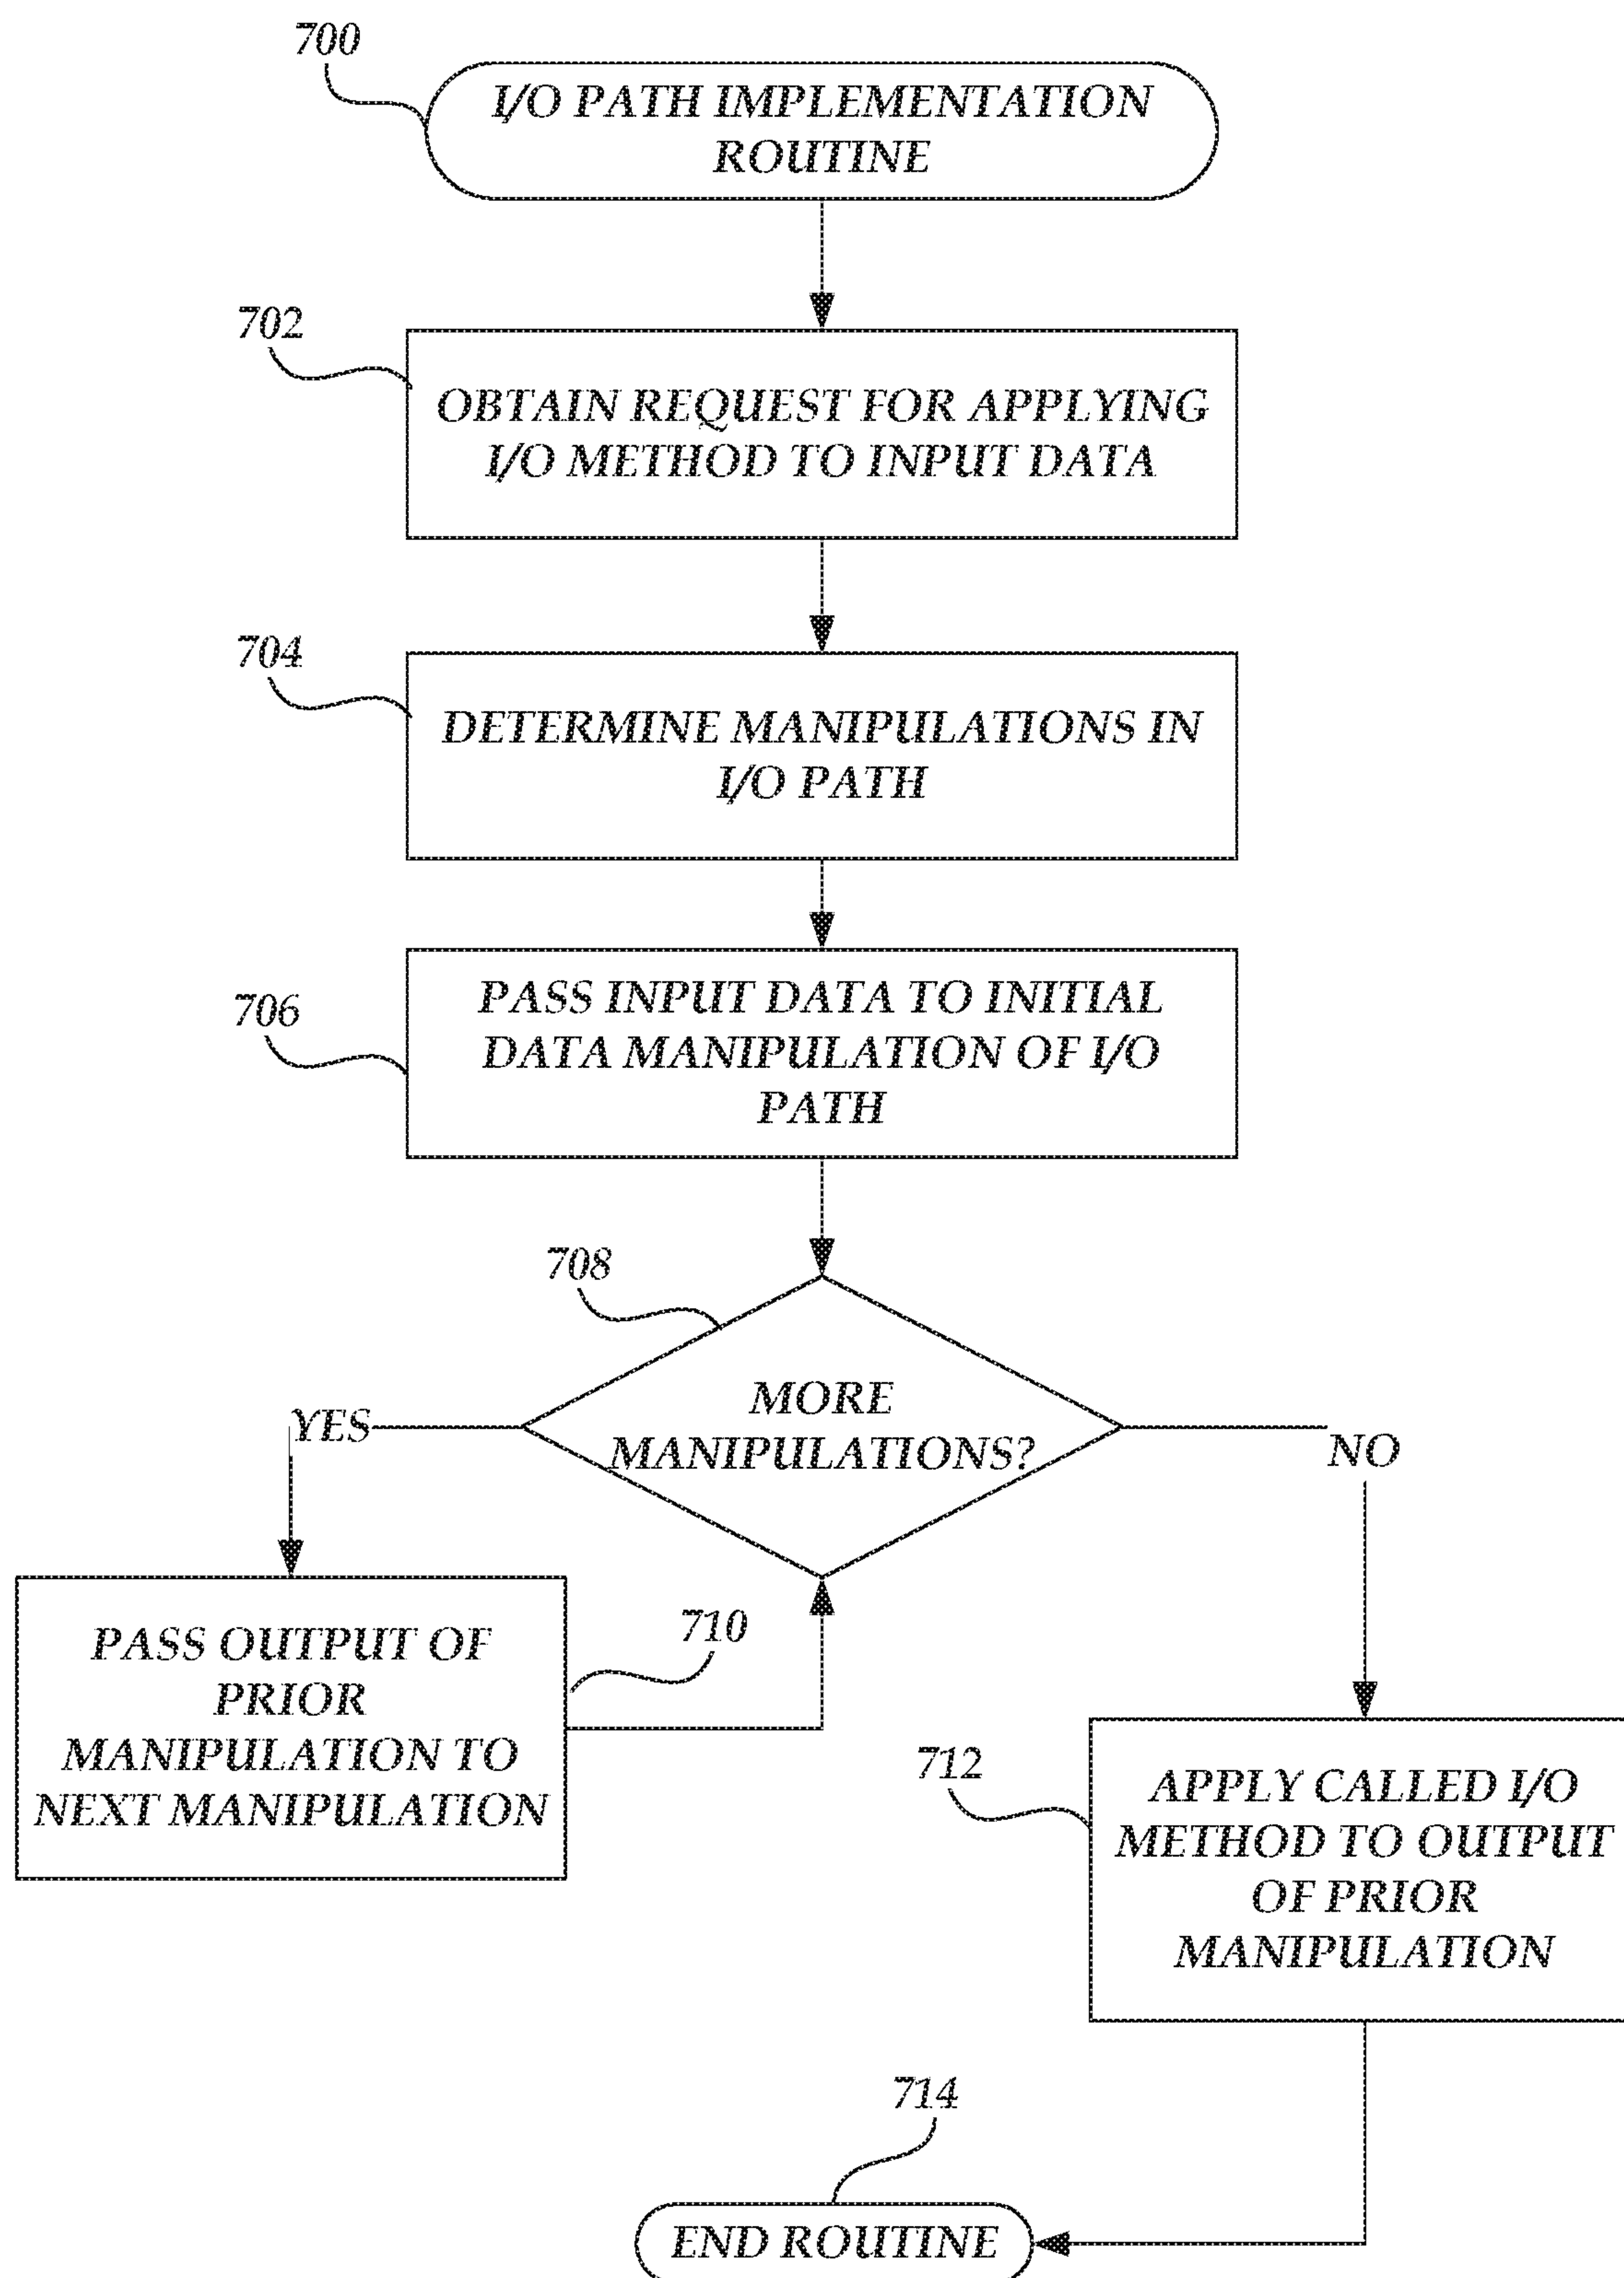 700
I/O PATH IMPLEMENTATION
ROUTINE
702
OBTAIN REQUEST FOR APPLYING
I/O METHOD TO INPUT DATA
704
DETERMINE MANIPULATIONS IN
I/O PATH
706
PASS INPUT DATA TO INITIAL
DATA MANIPULATION OF I/O
PATH
708
MORE
MANIPULATIONS?
YES
NO
710
PASS OUTPUT OF
PRIOR
MANIPULATION TO
NEXT MANIPULATION
712
APPLY CALLED I/O
METHOD TO OUTPUT
OF PRIOR
MANIPULATION
714
END ROUTINE